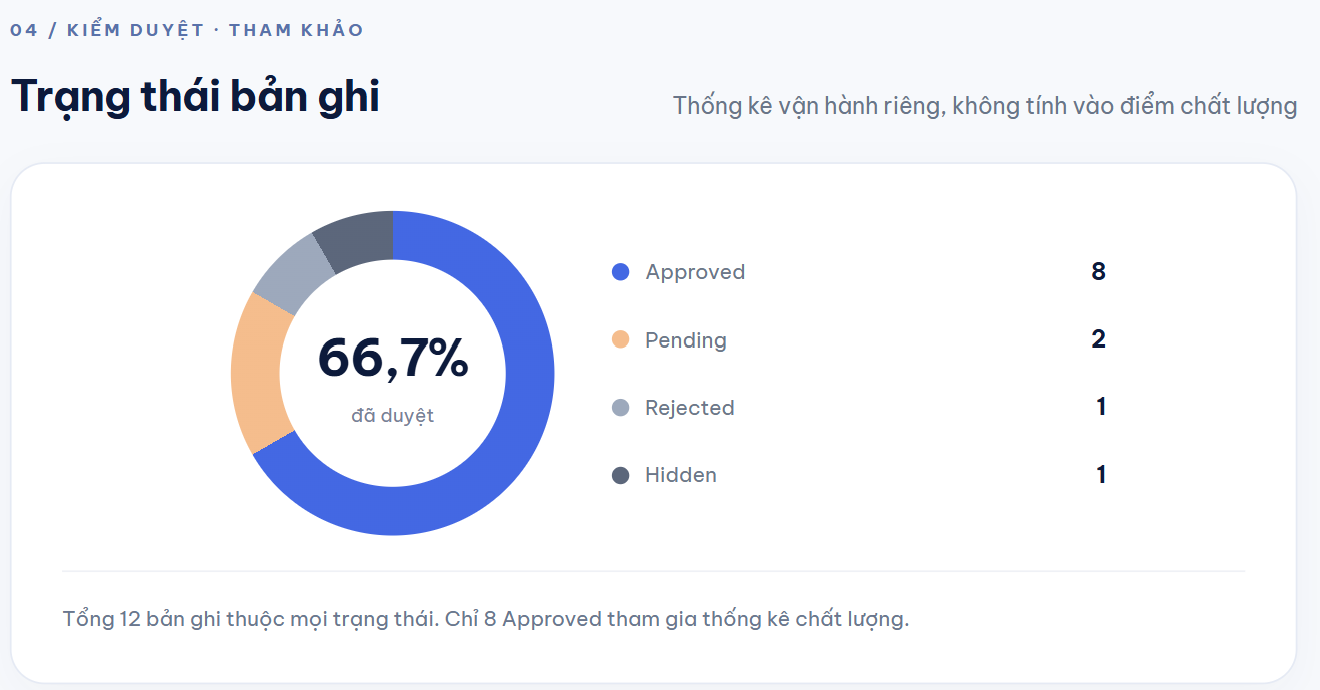 04 / KIỂM DUYỆT · THAM KHẢO
Trạng thái bản ghi
Thống kê vận hành riêng, không tính vào điểm chất lượng
66,7%
đã duyệt
Approved 8
Pending 2
Rejected 1
Hidden 1
Tổng 12 bản ghi thuộc mọi trạng thái. Chỉ 8 Approved tham gia thống kê chất lượng.